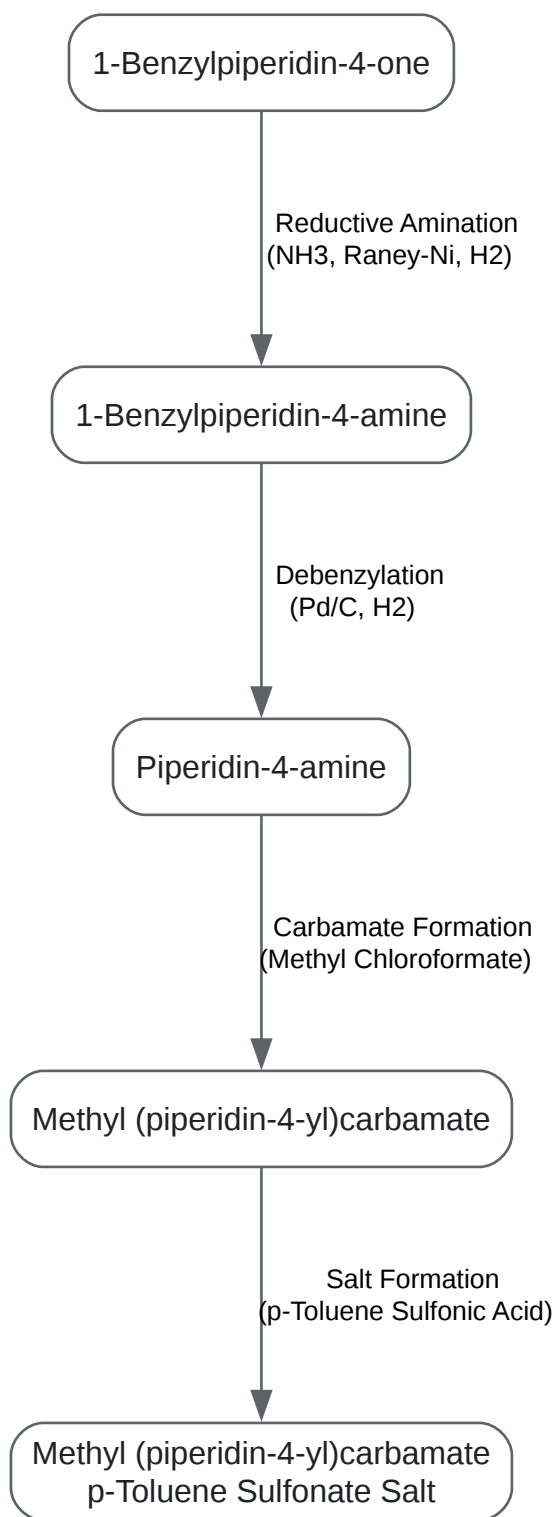 1-Benzylpiperidin-4-one
Reductive Amination
(NH3, Raney-Ni, H2)
1-Benzylpiperidin-4-amine
Debenzylation
(Pd/C, H2)
Piperidin-4-amine
Carbamate Formation
(Methyl Chloroformate)
Methyl (piperidin-4-yl)carbamate
Salt Formation
(p-Toluene Sulfonic Acid)
Methyl (piperidin-4-yl)carbamate
p-Toluene Sulfonate Salt